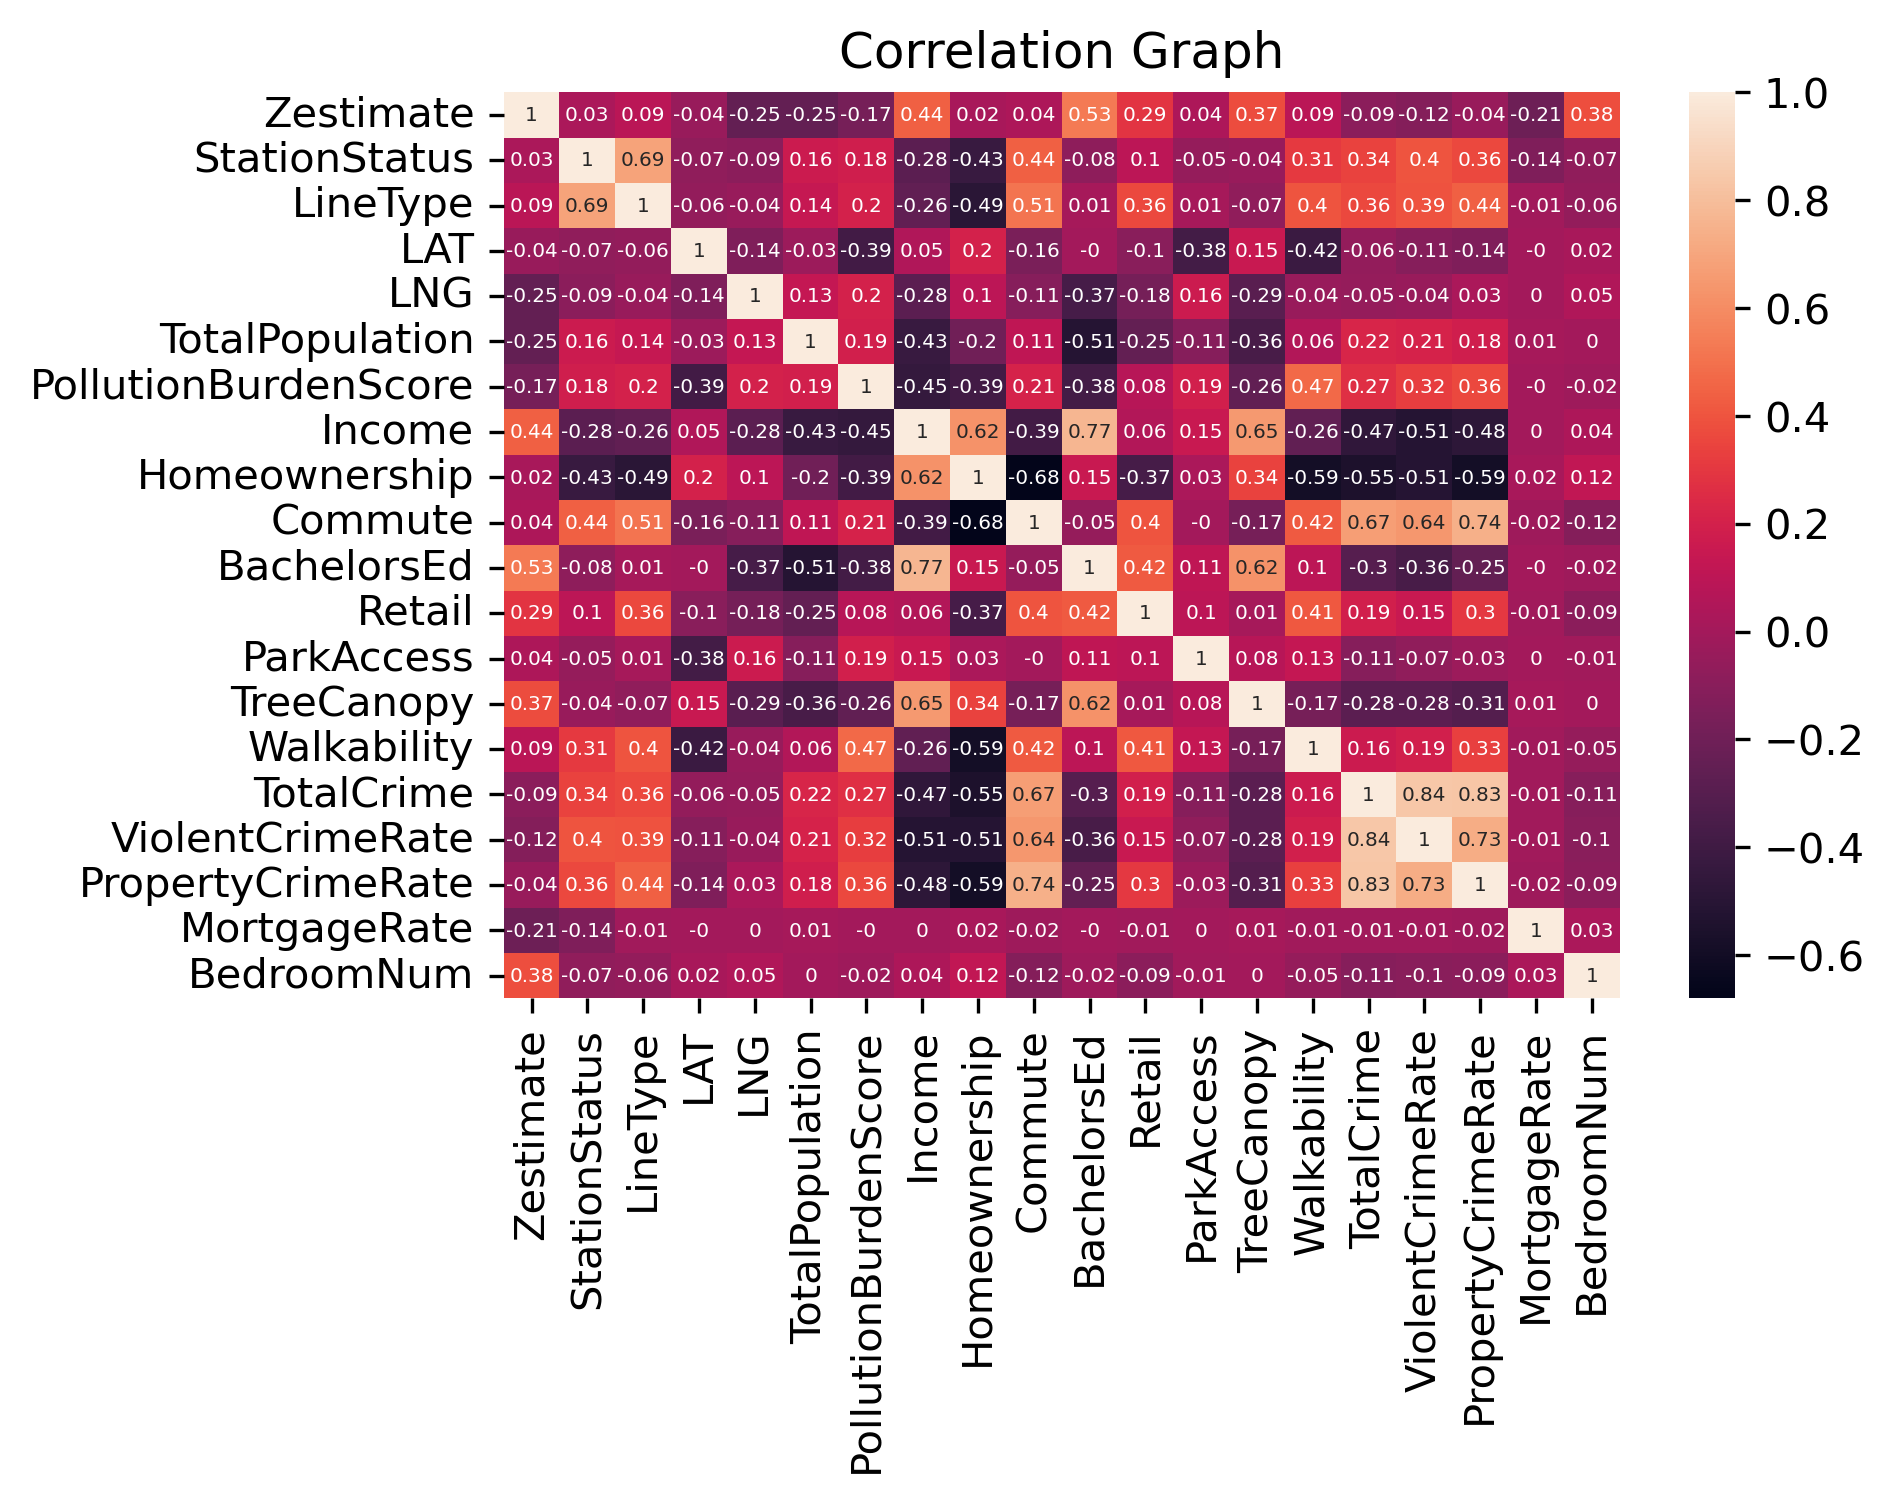 Correlation Graph
Zestimate 1 0.03 0.09 -0.04 -0.25 -0.25 -0.17 0.44 0.02 0.04 0.53 0.29 0.04 0.37 0.09 -0.09 -0.12 -0.04 -0.21 0.38
StationStatus 0.03 1 0.69 -0.07 -0.09 0.16 0.18 -0.28 -0.43 0.44 -0.08 0.1 -0.05 -0.04 0.31 0.34 0.4 0.36 -0.14 -0.07
LineType 0.09 0.69 1 -0.06 -0.04 0.14 0.2 -0.26 -0.49 0.51 0.01 0.36 0.01 -0.07 0.4 0.36 0.39 0.44 -0.01 -0.06
LAT -0.04 -0.07 -0.06 1 -0.14 -0.03 -0.39 0.05 0.2 -0.16 -0 -0.1 -0.38 0.15 -0.42 -0.06 -0.11 -0.14 -0 0.02
LNG -0.25 -0.09 -0.04 -0.14 1 0.13 0.2 -0.28 0.1 -0.11 -0.37 -0.18 0.16 -0.29 -0.04 -0.05 -0.04 0.03 0 0.05
TotalPopulation -0.25 0.16 0.14 -0.03 0.13 1 0.19 -0.43 -0.2 0.11 -0.51 -0.25 -0.11 -0.36 0.06 0.22 0.21 0.18 0.01 0
PollutionBurdenScore -0.17 0.18 0.2 -0.39 0.2 0.19 1 -0.45 -0.39 0.21 -0.38 0.08 0.19 -0.26 0.47 0.27 0.32 0.36 -0 -0.02
Income 0.44 -0.28 -0.26 0.05 -0.28 -0.43 -0.45 1 0.62 -0.39 0.77 0.06 0.15 0.65 -0.26 -0.47 -0.51 -0.48 0 0.04
Homeownership 0.02 -0.43 -0.49 0.2 0.1 -0.2 -0.39 0.62 1 -0.68 0.15 -0.37 0.03 0.34 -0.59 -0.55 -0.51 -0.59 0.02 0.12
Commute 0.04 0.44 0.51 -0.16 -0.11 0.11 0.21 -0.39 -0.68 1 -0.05 0.4 -0 -0.17 0.42 0.67 0.64 0.74 -0.02 -0.12
BachelorsEd 0.53 -0.08 0.01 -0 -0.37 -0.51 -0.38 0.77 0.15 -0.05 1 0.42 0.11 0.62 0.1 -0.3 -0.36 -0.25 -0 -0.02
Retail 0.29 0.1 0.36 -0.1 -0.18 -0.25 0.08 0.06 -0.37 0.4 0.42 1 0.1 0.01 0.41 0.19 0.15 0.3 -0.01 -0.09
ParkAccess 0.04 -0.05 0.01 -0.38 0.16 -0.11 0.19 0.15 0.03 -0 0.11 0.1 1 0.08 0.13 -0.11 -0.07 -0.03 0 -0.01
TreeCanopy 0.37 -0.04 -0.07 0.15 -0.29 -0.36 -0.26 0.65 0.34 -0.17 0.62 0.01 0.08 1 -0.17 -0.28 -0.28 -0.31 0.01 0
Walkability 0.09 0.31 0.4 -0.42 -0.04 0.06 0.47 -0.26 -0.59 0.42 0.1 0.41 0.13 -0.17 1 0.16 0.19 0.33 -0.01 -0.05
TotalCrime -0.09 0.34 0.36 -0.06 -0.05 0.22 0.27 -0.47 -0.55 0.67 -0.3 0.19 -0.11 -0.28 0.16 1 0.84 0.83 -0.01 -0.11
ViolentCrimeRate -0.12 0.4 0.39 -0.11 -0.04 0.21 0.32 -0.51 -0.51 0.64 -0.36 0.15 -0.07 -0.28 0.19 0.84 1 0.73 -0.01 -0.1
PropertyCrimeRate -0.04 0.36 0.44 -0.14 0.03 0.18 0.36 -0.48 -0.59 0.74 -0.25 0.3 -0.03 -0.31 0.33 0.83 0.73 1 -0.02 -0.09
MortgageRate -0.21 -0.14 -0.01 -0 0 0.01 -0 0 0.02 -0.02 -0 -0.01 0 0.01 -0.01 -0.01 -0.01 -0.02 1 0.03
BedroomNum 0.38 -0.07 -0.06 0.02 0.05 0 -0.02 0.04 0.12 -0.12 -0.02 -0.09 -0.01 0 -0.05 -0.11 -0.1 -0.09 0.03 1
Zestimate
StationStatus
LineType
LAT
LNG
TotalPopulation
PollutionBurdenScore
Income
Homeownership
Commute
BachelorsEd
Retail
ParkAccess
TreeCanopy
Walkability
TotalCrime
ViolentCrimeRate
PropertyCrimeRate
MortgageRate
BedroomNum
1.0
0.8
0.6
0.4
0.2
0.0
−0.2
−0.4
−0.6